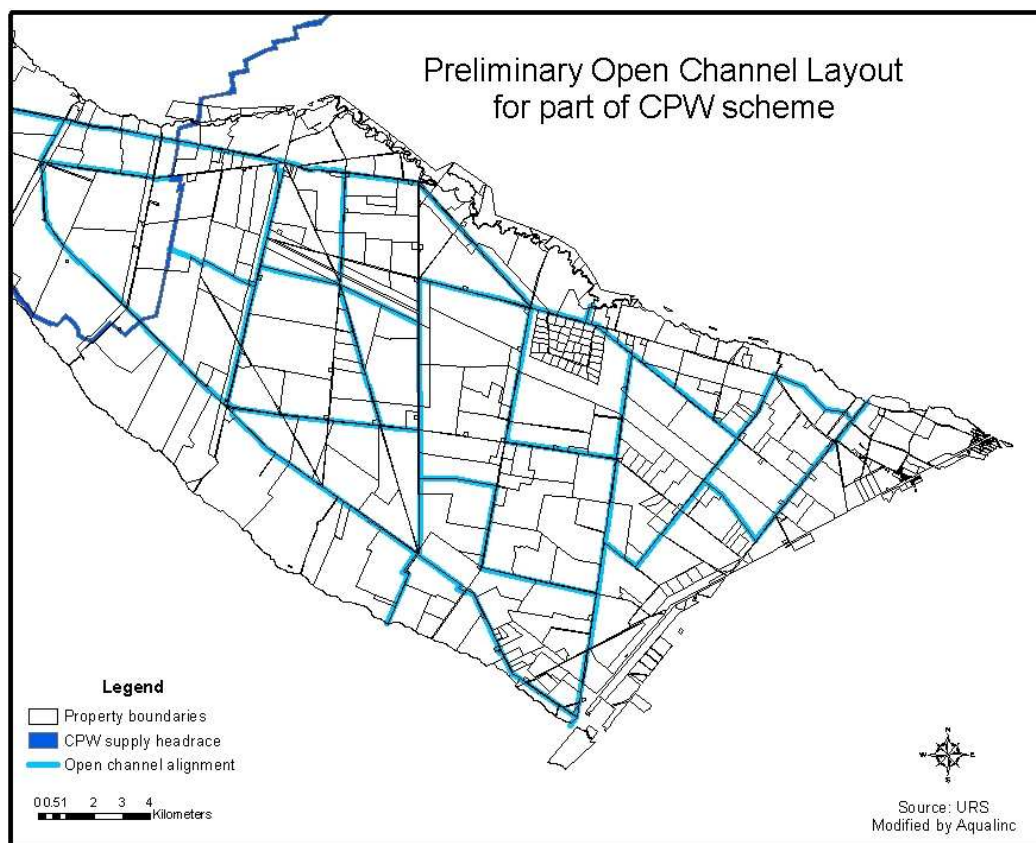 Preliminary Open Channel Layout
for part of CPW scheme
Legend
Property boundaries
CPW supply headrace
Open channel alignment
0 0.5 1 2 3 4
Kilometers
N
W E
S
Source: URS
Modified by Aqualinc